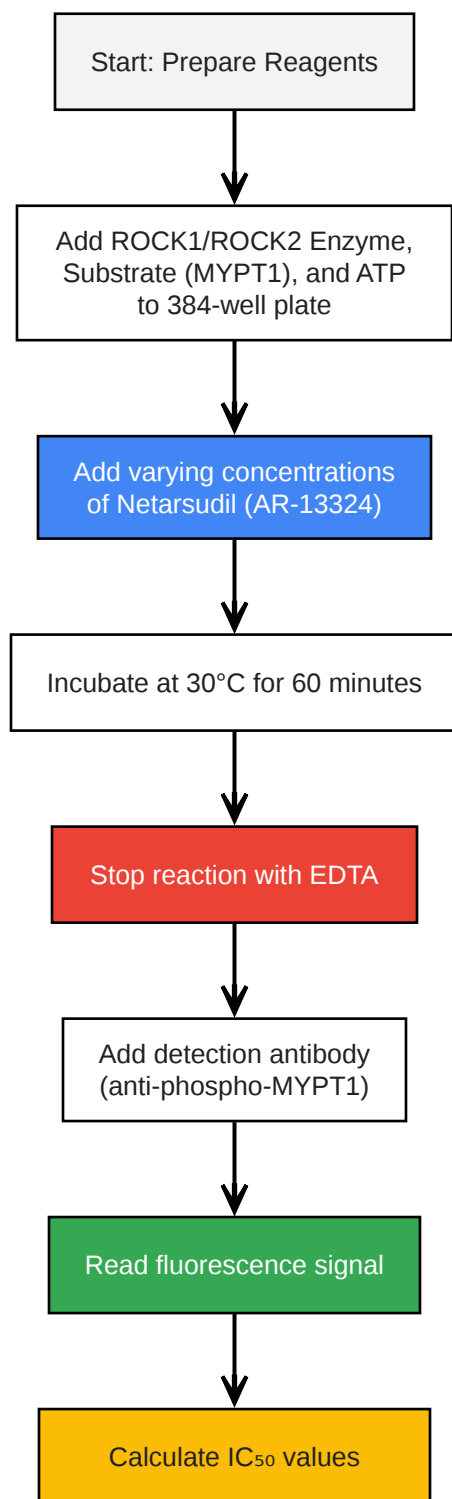 Start: Prepare Reagents
Add ROCK1/ROCK2 Enzyme,
Substrate (MYPT1), and ATP
to 384-well plate
Add varying concentrations
of Netarsudil (AR-13324)
Incubate at 30°C for 60 minutes
Stop reaction with EDTA
Add detection antibody
(anti-phospho-MYPT1)
Read fluorescence signal
Calculate IC₅₀ values